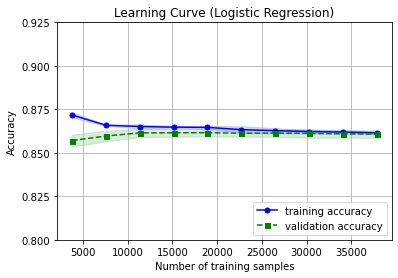 Learning Curve (Logistic Regression)
0.925
0.900
0.875
0.850
0.825
0.800
Accuracy
5000 10000 15000 20000 25000 30000 35000
Number of training samples
training accuracy
validation accuracy